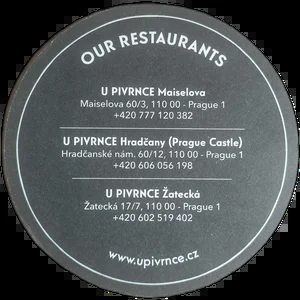 OUR RESTAURANTS
U PIVRNCE Maiselova
Maiselova 60/3, 110 00 - Prague 1
+420 777 120 382
U PIVRNCE Hradčany (Prague Castle)
Hradčanské nám. 60/12, 110 00 - Prague 1
+420 606 056 198
U PIVRNCE Žatecká
Žatecká 17/7, 110 00 - Prague 1
+420 602 519 402
www.upivrnce.cz